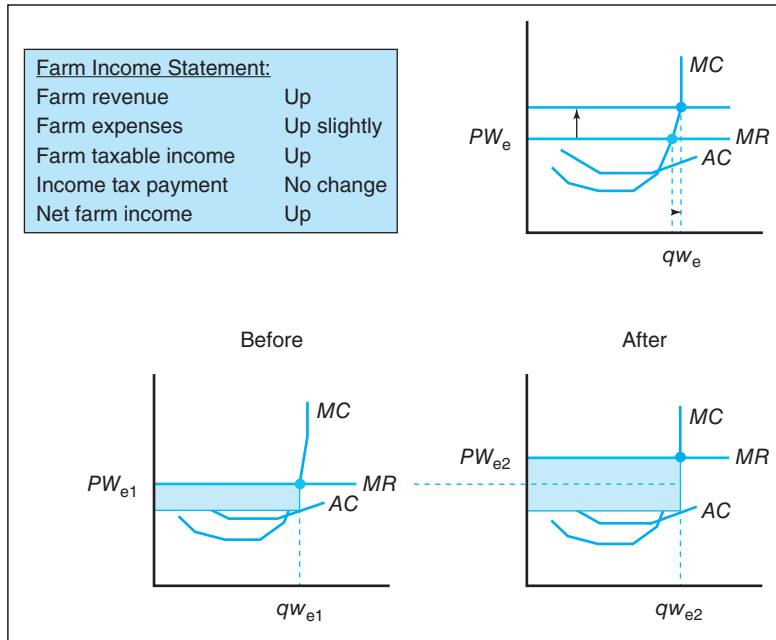 Farm Income Statement:
Farm revenue Up
Farm expenses Up slightly
Farm taxable income Up
Income tax payment No change
Net farm income Up
MC
PWe
MR
AC
qwe
Before
After
MC
PWe1
MR
AC
qwe1
MC
PWe2
MR
AC
qwe2